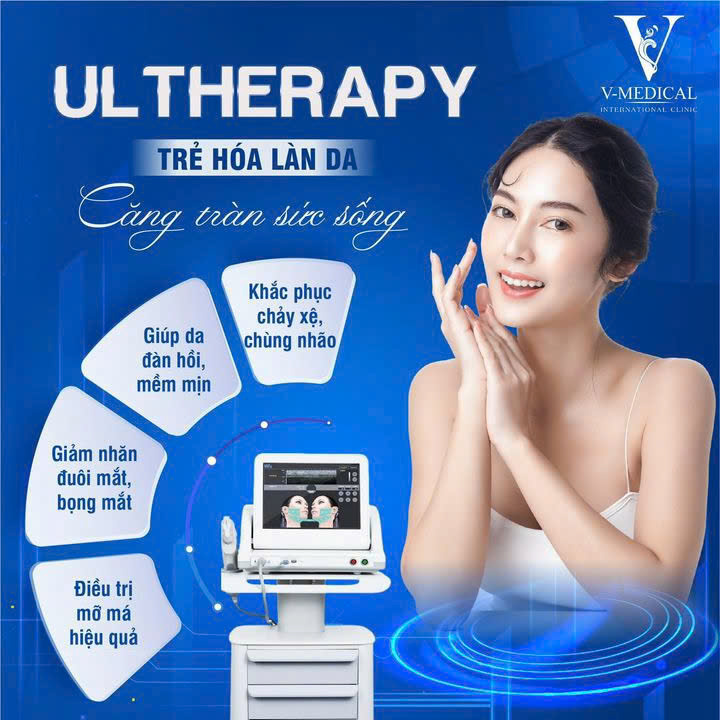 V-MEDICAL
INTERNATIONAL CLINIC
ULTHERAPY
TRẺ HÓA LÀN DA
Căng tràn sức sống
Khắc phục
chảy xệ,
chùng nhão
Giúp da
đàn hồi,
mềm mịn
Giảm nhăn
đuôi mắt,
bọng mắt
Điều trị
mỡ má
hiệu quả